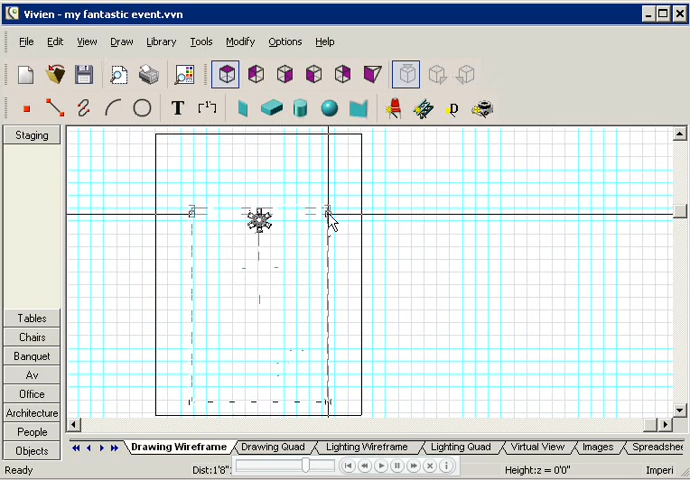 Vivien - my fantastic event.vvn
File Edit View Draw Library Tools Modify Options Help
T 1 D
Staging
Tables
Chairs
Banquet
Av
Office
Architecture
People
Objects
Drawing Wireframe Drawing Quad Lighting Wireframe Lighting Quad Virtual View Images Spreadshee
Ready Dist:1'8" Height:z = 0'0" Imperi